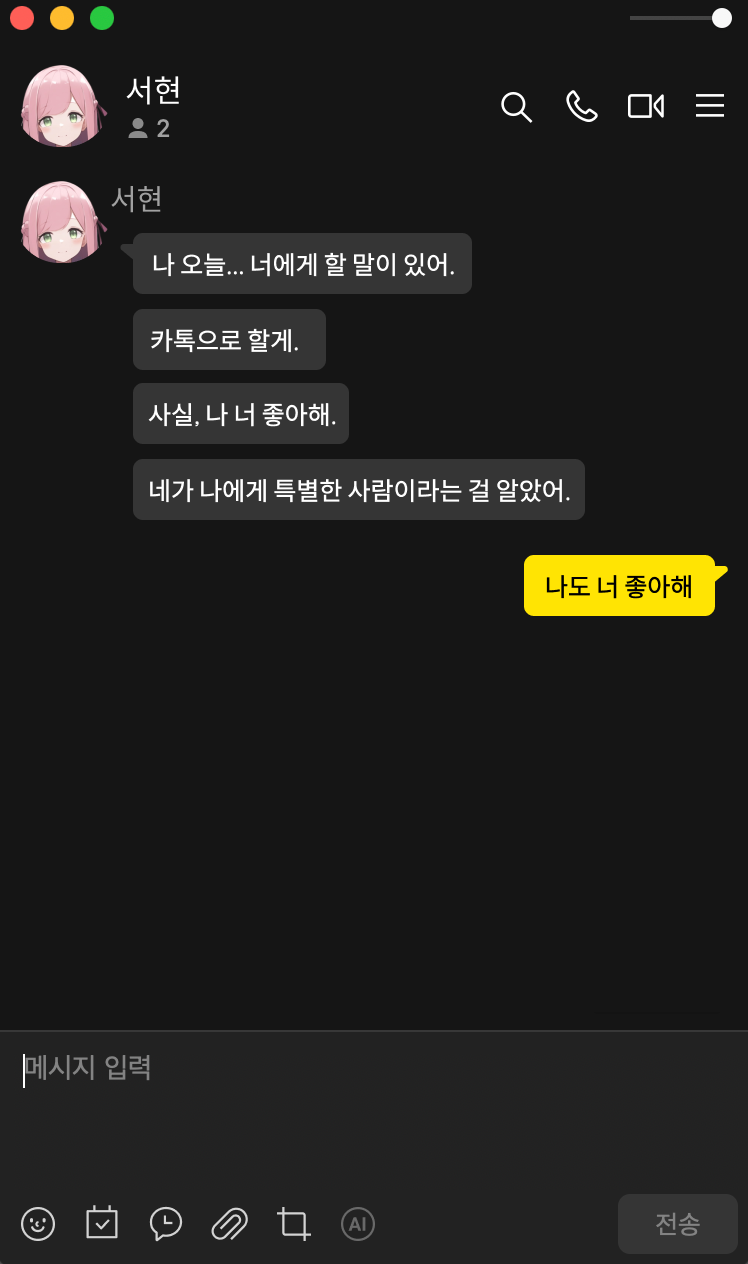 서현
2
서현
나 오늘... 너에게 할 말이 있어.
카톡으로 할게.
사실, 나 너 좋아해.
네가 나에게 특별한 사람이라는 걸 알았어.
나도 너 좋아해
메시지 입력
AI
전송